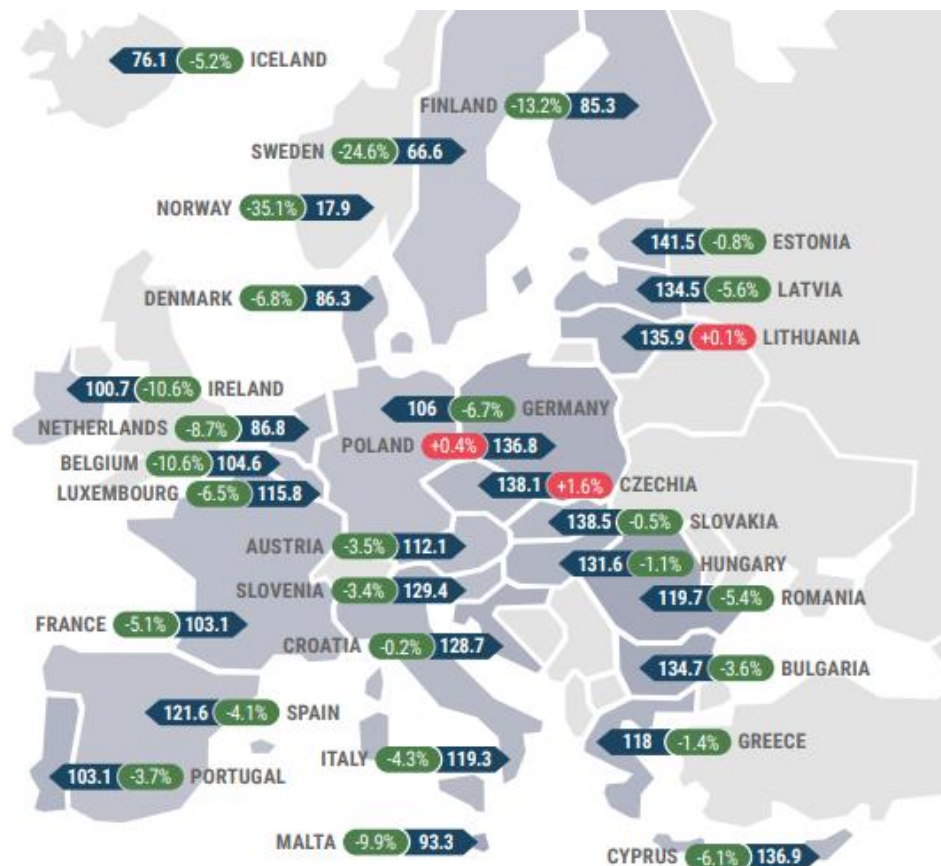 76.1 -5.2% ICELAND
FINLAND -13.2% 85.3
SWEDEN -24.6% 66.6
NORWAY -35.1% 17.9
141.5 -0.8% ESTONIA
DENMARK -6.8% 86.3
134.5 -5.6% LATVIA
135.9 +0.1% LITHUANIA
100.7 -10.6% IRELAND
106 -6.7% GERMANY
NETHERLANDS -8.7% 86.8
POLAND +0.4% 136.8
BELGIUM -10.6% 104.6
138.1 +1.6% CZECHIA
LUXEMBOURG -6.5% 115.8
138.5 -0.5% SLOVAKIA
AUSTRIA -3.5% 112.1
131.6 -1.1% HUNGARY
SLOVENIA -3.4% 129.4
119.7 -5.4% ROMANIA
FRANCE -5.1% 103.1
CROATIA -0.2% 128.7
134.7 -3.6% BULGARIA
121.6 -4.1% SPAIN
118 -1.4% GREECE
ITALY -4.3% 119.3
103.1 -3.7% PORTUGAL
MALTA -9.9% 93.3
CYPRUS -6.1% 136.9